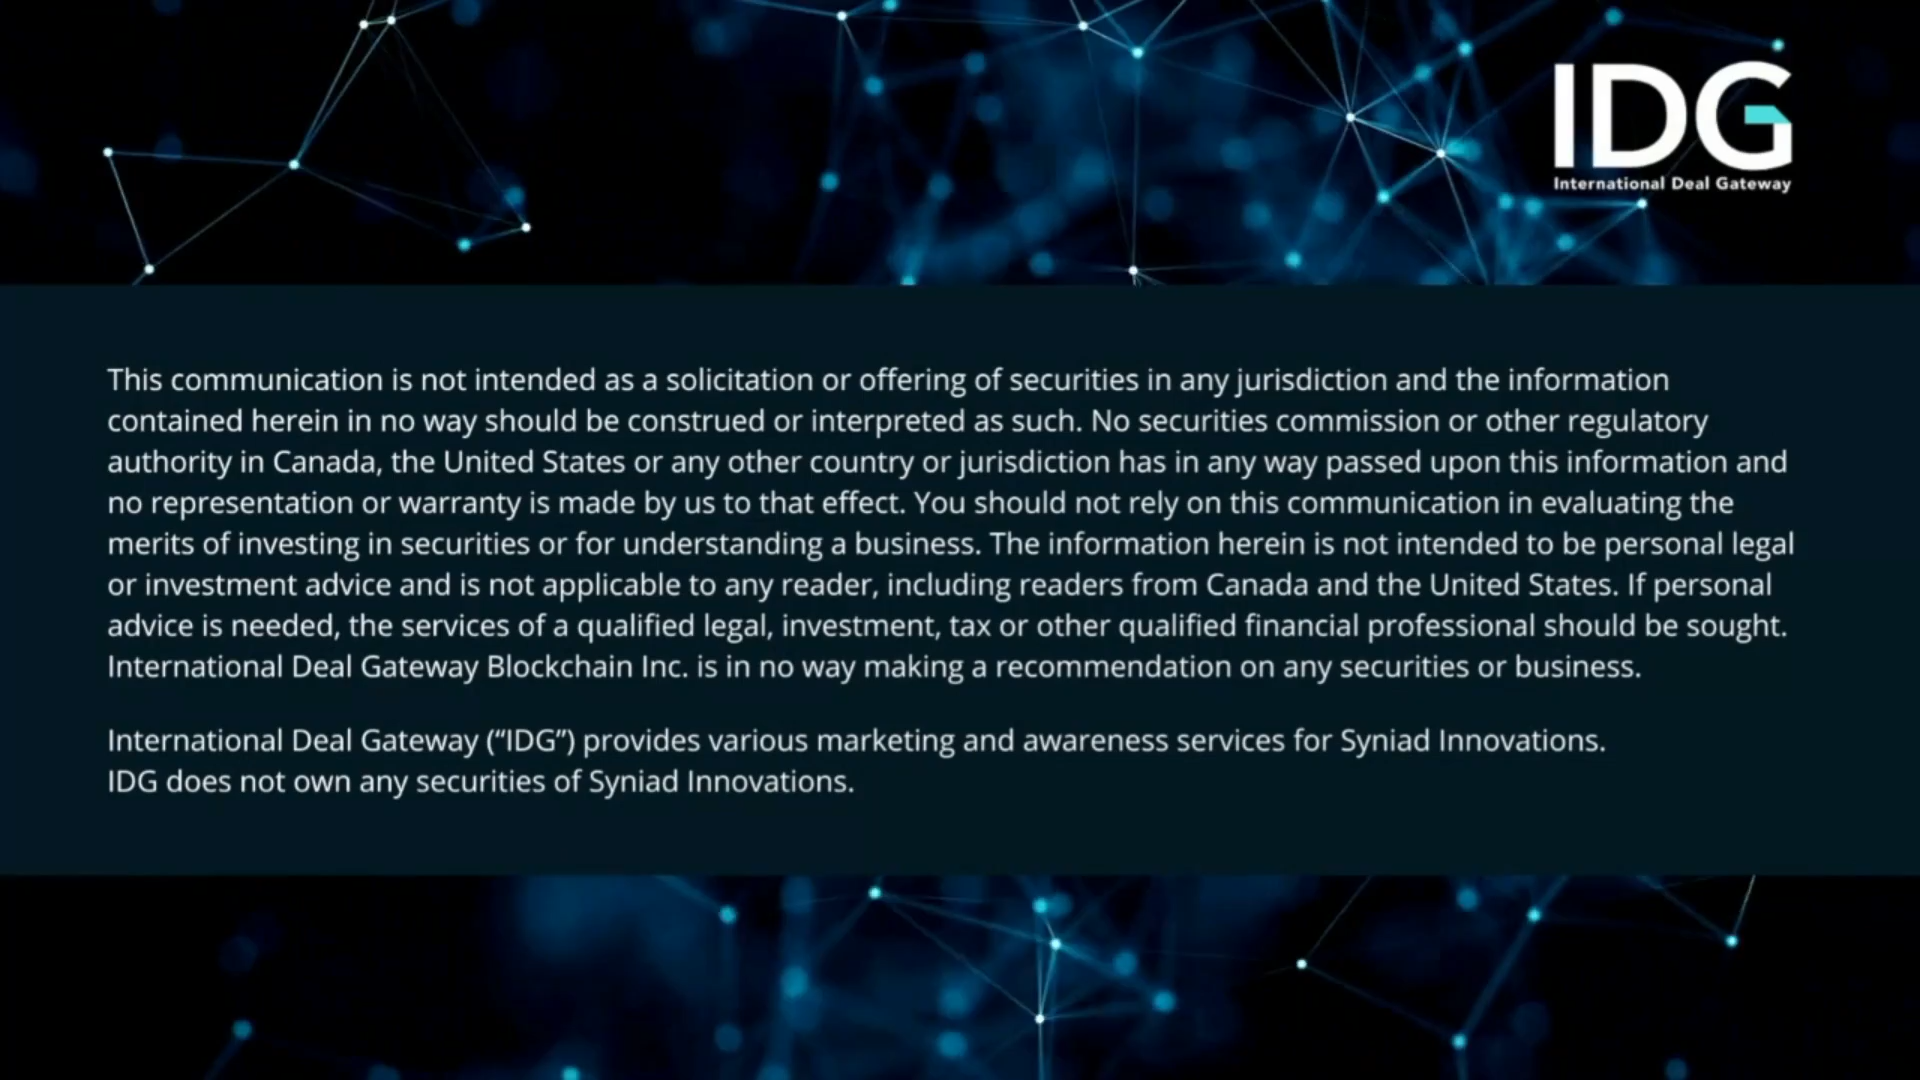 IDG
International Deal Gateway
This communication is not intended as a solicitation or offering of securities in any jurisdiction and the information
contained herein in no way should be construed or interpreted as such. No securities commission or other regulatory
authority in Canada, the United States or any other country or jurisdiction has in any way passed upon this information and
no representation or warranty is made by us to that effect. You should not rely on this communication in evaluating the
merits of investing in securities or for understanding a business. The information herein is not intended to be personal legal
or investment advice and is not applicable to any reader, including readers from Canada and the United States. If personal
advice is needed, the services of a qualified legal, investment, tax or other qualified financial professional should be sought.
International Deal Gateway Blockchain Inc. is in no way making a recommendation on any securities or business.
International Deal Gateway (“IDG”) provides various marketing and awareness services for Syniad Innovations.
IDG does not own any securities of Syniad Innovations.